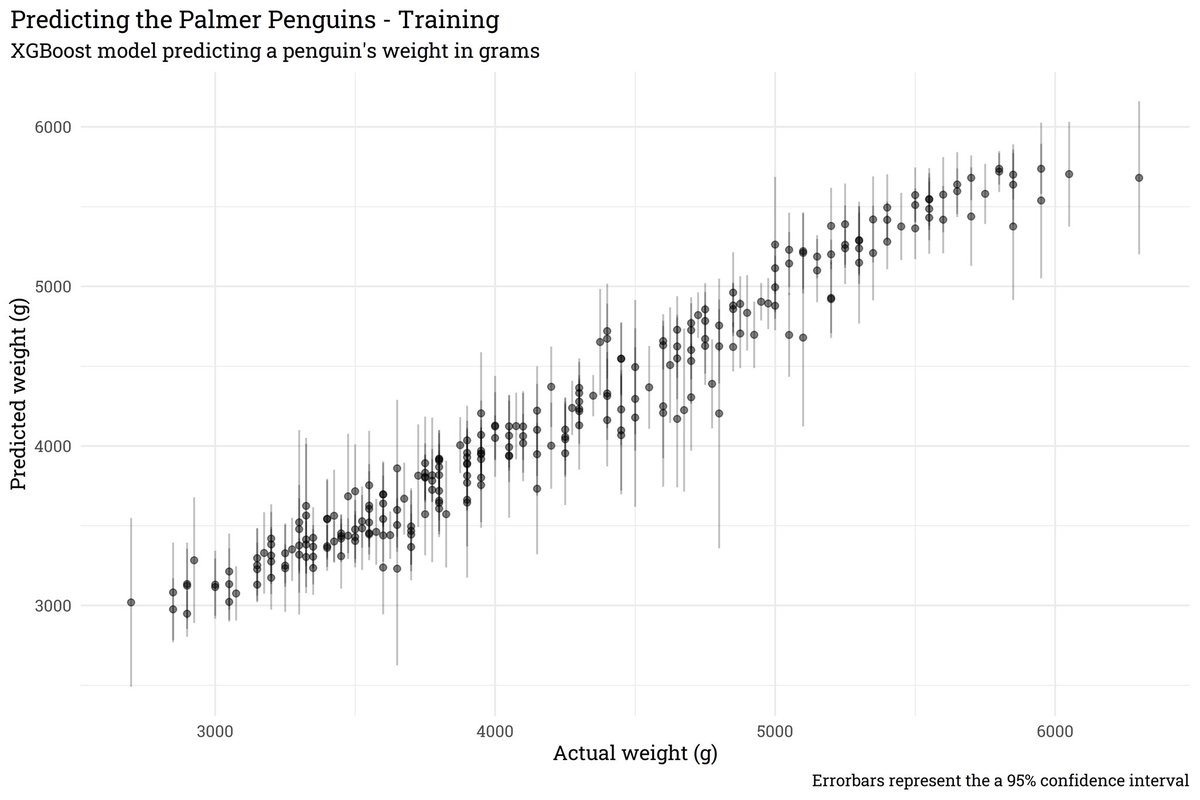 Predicting the Palmer Penguins - Training
XGBoost model predicting a penguin's weight in grams
Predicted weight (g)
6000
5000
4000
3000
3000 4000 5000 6000
Actual weight (g)
Errorbars represent the a 95% confidence interval